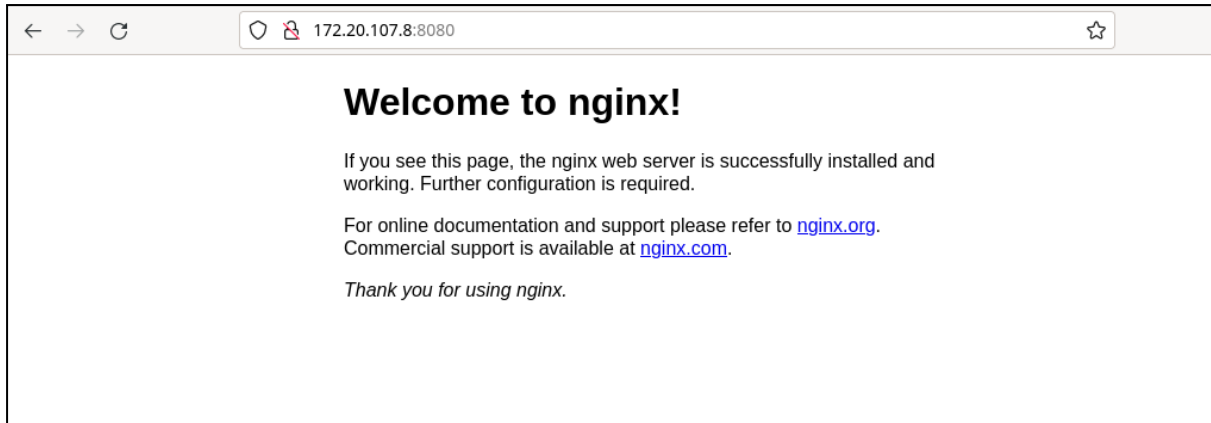 172.20.107.8:8080
Welcome to nginx!
If you see this page, the nginx web server is successfully installed and
working. Further configuration is required.
For online documentation and support please refer to nginx.org.
Commercial support is available at nginx.com.
Thank you for using nginx.